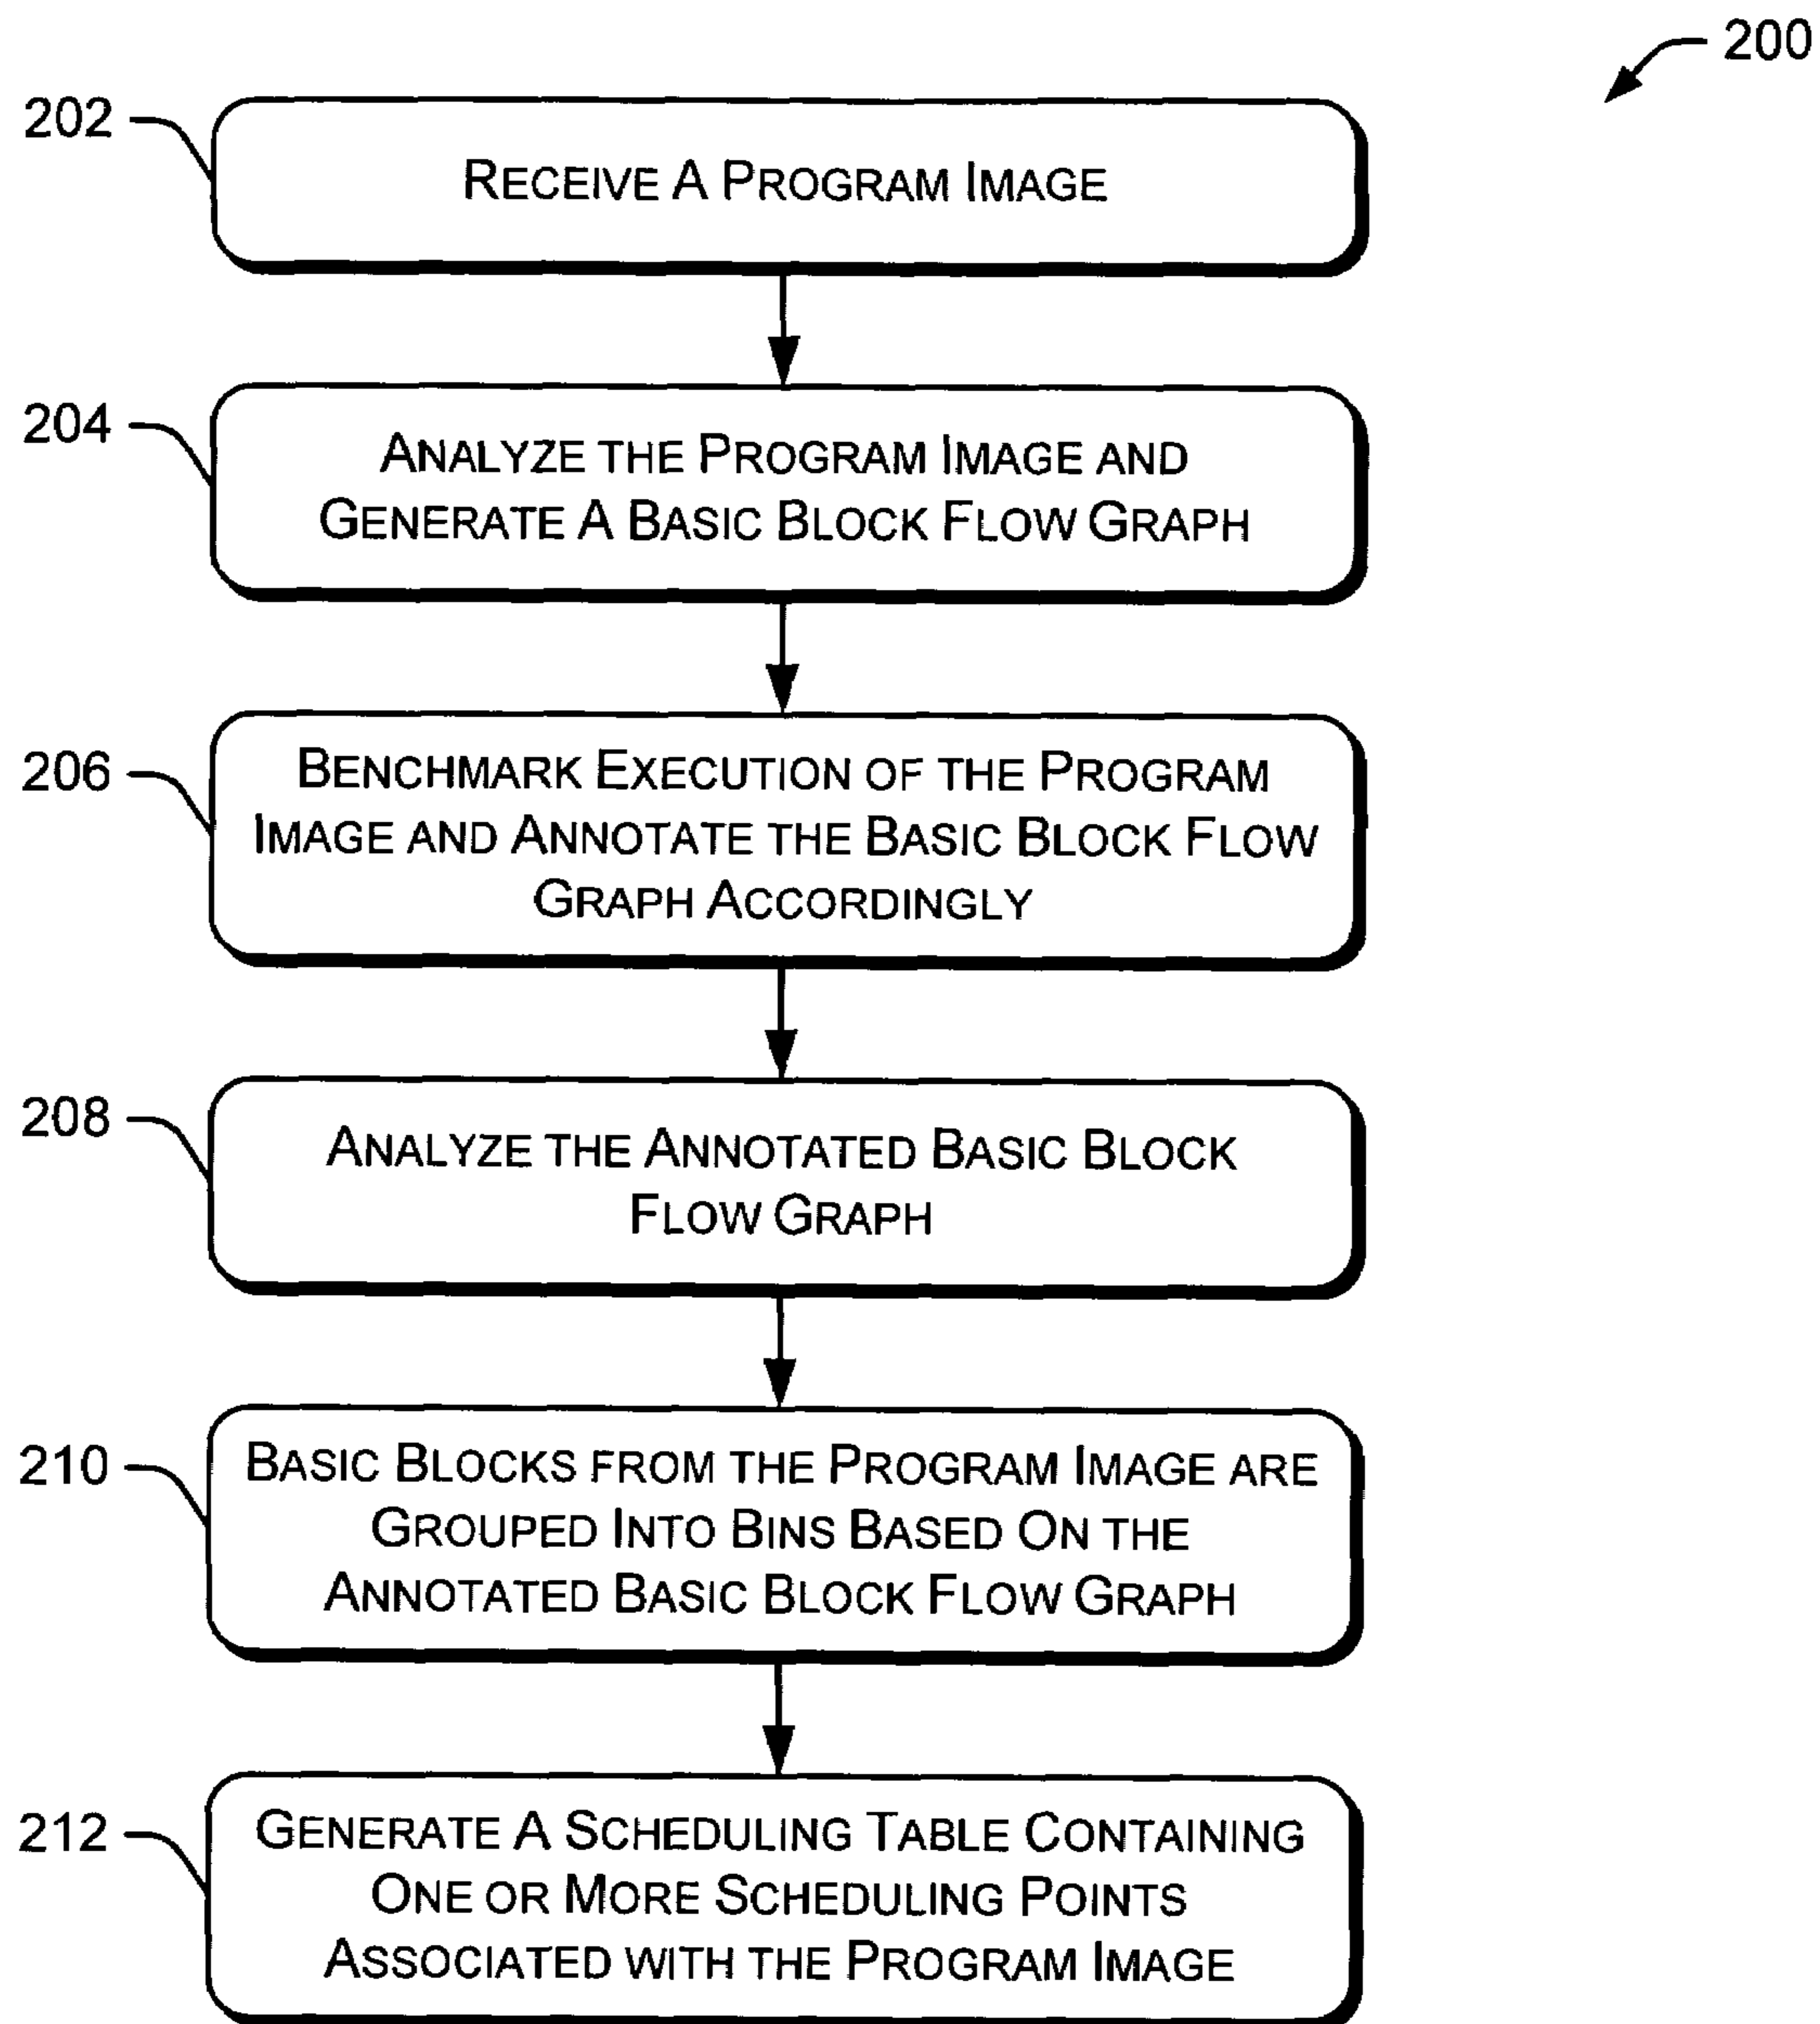 200
202
RECEIVE A PROGRAM IMAGE
204
ANALYZE THE PROGRAM IMAGE AND
GENERATE A BASIC BLOCK FLOW GRAPH
206
BENCHMARK EXECUTION OF THE PROGRAM
IMAGE AND ANNOTATE THE BASIC BLOCK FLOW
GRAPH ACCORDINGLY
208
ANALYZE THE ANNOTATED BASIC BLOCK
FLOW GRAPH
210
BASIC BLOCKS FROM THE PROGRAM IMAGE ARE
GROUPED INTO BINS BASED ON THE
ANNOTATED BASIC BLOCK FLOW GRAPH
212
GENERATE A SCHEDULING TABLE CONTAINING
ONE OR MORE SCHEDULING POINTS
ASSOCIATED WITH THE PROGRAM IMAGE